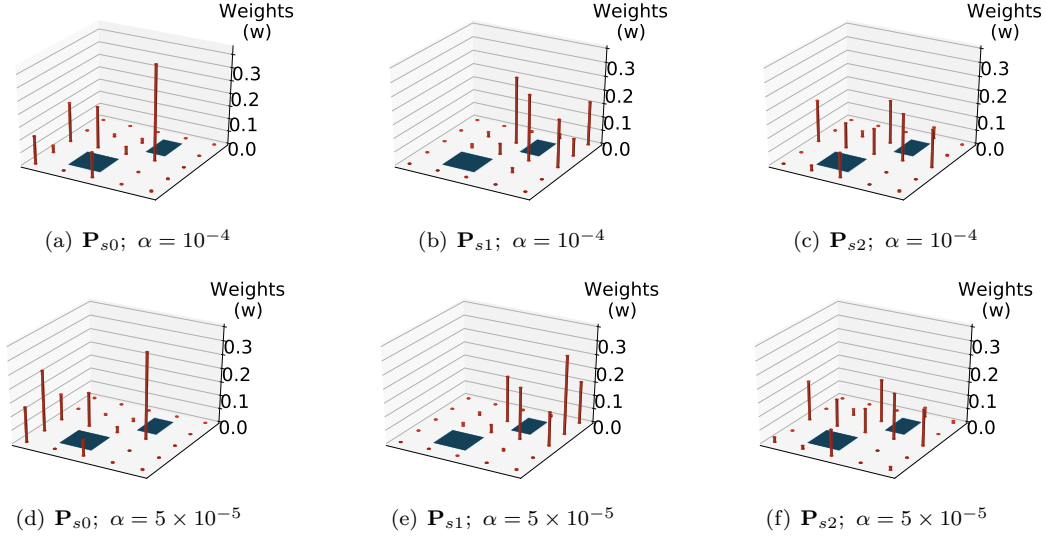 Weights
(w)
0.3
0.2
0.1
0.0
Weights
(w)
0.3
0.2
0.1
0.0
Weights
(w)
0.3
0.2
0.1
0.0
(a) P_{s0}; α = 10^{−4}
(b) P_{s1}; α = 10^{−4}
(c) P_{s2}; α = 10^{−4}
Weights
(w)
0.3
0.2
0.1
0.0
Weights
(w)
0.3
0.2
0.1
0.0
Weights
(w)
0.3
0.2
0.1
0.0
(d) P_{s0}; α = 5 × 10^{−5}
(e) P_{s1}; α = 5 × 10^{−5}
(f) P_{s2}; α = 5 × 10^{−5}